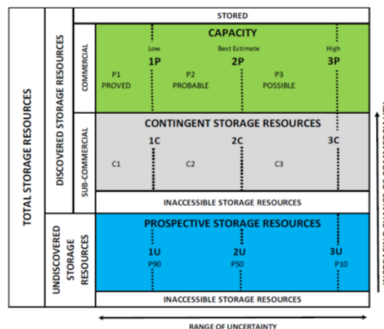 STORED
CAPACITY
Low Best Estimate High
1P 2P 3P
P1 P2 P3
PROVED PROBABLE POSSIBLE
CONTINGENT STORAGE RESOURCES
1C 2C 3C
C1 C2 C3
INACCESSIBLE STORAGE RESOURCES
PROSPECTIVE STORAGE RESOURCES
1U 2U 3U
P90 P50 P10
INACCESSIBLE STORAGE RESOURCES
RANGE OF UNCERTAINTY
TOTAL STORAGE RESOURCES
DISCOVERED STORAGE RESOURCES
UNDISCOVERED
STORAGE
RESOURCES
COMMERCIAL
SUB-COMMERCIAL